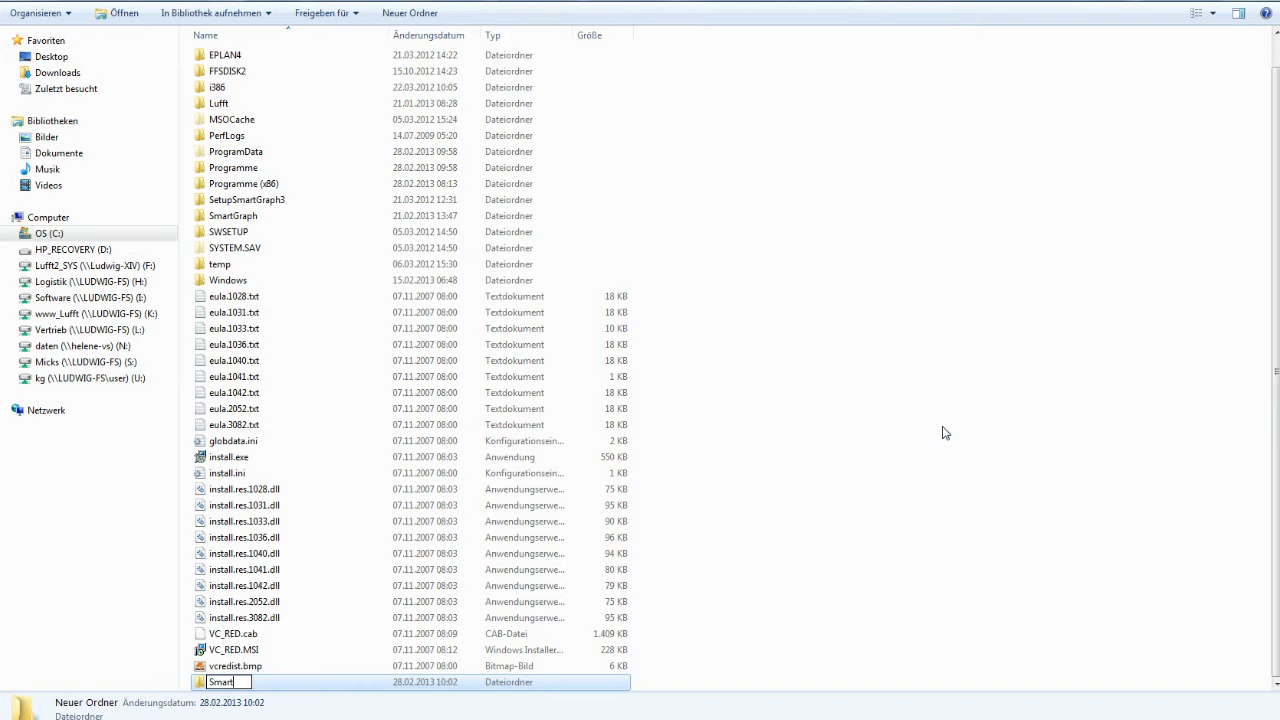 Organisieren Öffnen In Bibliothek aufnehmen Freigeben für Neuer Ordner
Name Änderungsdatum Typ Größe
Favoriten
Desktop
Downloads
Zuletzt besucht
Bibliotheken
Bilder
Dokumente
Musik
Videos
Computer
OS (C:)
HP_RECOVERY (D:)
Lufft2_SYS (\\Ludwig-XIV) (F:)
Logistik (\\LUDWIG-FS) (H:)
Software (\\LUDWIG-FS) (I:)
www_Lufft (\\LUDWIG-FS) (K:)
Vertrieb (\\LUDWIG-FS) (L:)
daten (\\helene-vs) (N:)
Micks (\\LUDWIG-FS) (S:)
kg (\\LUDWIG-FS\user) (U:)
Netzwerk
EPLAN4 21.03.2012 14:22 Dateiordner
FFSDISK2 15.10.2012 14:23 Dateiordner
i386 22.03.2012 10:05 Dateiordner
Lufft 21.01.2013 08:28 Dateiordner
MSOCache 05.03.2012 15:24 Dateiordner
PerfLogs 14.07.2009 05:20 Dateiordner
ProgramData 28.02.2013 09:58 Dateiordner
Programme 28.02.2013 09:58 Dateiordner
Programme (x86) 28.02.2013 08:13 Dateiordner
SetupSmartGraph3 21.03.2012 12:31 Dateiordner
SmartGraph 21.02.2013 13:47 Dateiordner
SWSETUP 05.03.2012 14:50 Dateiordner
SYSTEM.SAV 05.03.2012 14:50 Dateiordner
temp 06.03.2012 15:30 Dateiordner
Windows 15.02.2013 06:48 Dateiordner
eula.1028.txt 07.11.2007 08:00 Textdokument 18 KB
eula.1031.txt 07.11.2007 08:00 Textdokument 18 KB
eula.1033.txt 07.11.2007 08:00 Textdokument 10 KB
eula.1036.txt 07.11.2007 08:00 Textdokument 18 KB
eula.1040.txt 07.11.2007 08:00 Textdokument 18 KB
eula.1041.txt 07.11.2007 08:00 Textdokument 1 KB
eula.1042.txt 07.11.2007 08:00 Textdokument 18 KB
eula.2052.txt 07.11.2007 08:00 Textdokument 18 KB
eula.3082.txt 07.11.2007 08:00 Textdokument 18 KB
globdata.ini 07.11.2007 08:00 Konfigurationsein... 2 KB
install.exe 07.11.2007 08:03 Anwendung 550 KB
install.ini 07.11.2007 08:00 Konfigurationsein... 1 KB
install.res.1028.dll 07.11.2007 08:03 Anwendungserwe... 75 KB
install.res.1031.dll 07.11.2007 08:03 Anwendungserwe... 95 KB
install.res.1033.dll 07.11.2007 08:03 Anwendungserwe... 90 KB
install.res.1036.dll 07.11.2007 08:03 Anwendungserwe... 96 KB
install.res.1040.dll 07.11.2007 08:03 Anwendungserwe... 94 KB
install.res.1041.dll 07.11.2007 08:03 Anwendungserwe... 80 KB
install.res.1042.dll 07.11.2007 08:03 Anwendungserwe... 79 KB
install.res.2052.dll 07.11.2007 08:03 Anwendungserwe... 75 KB
install.res.3082.dll 07.11.2007 08:03 Anwendungserwe... 95 KB
VC_RED.cab 07.11.2007 08:09 CAB-Datei 1.409 KB
VC_RED.MSI 07.11.2007 08:12 Windows Installer... 228 KB
vcredist.bmp 07.11.2007 08:00 Bitmap-Bild 6 KB
Smart 28.02.2013 10:02 Dateiordner
Neuer Ordner Änderungsdatum: 28.02.2013 10:02
Dateiordner